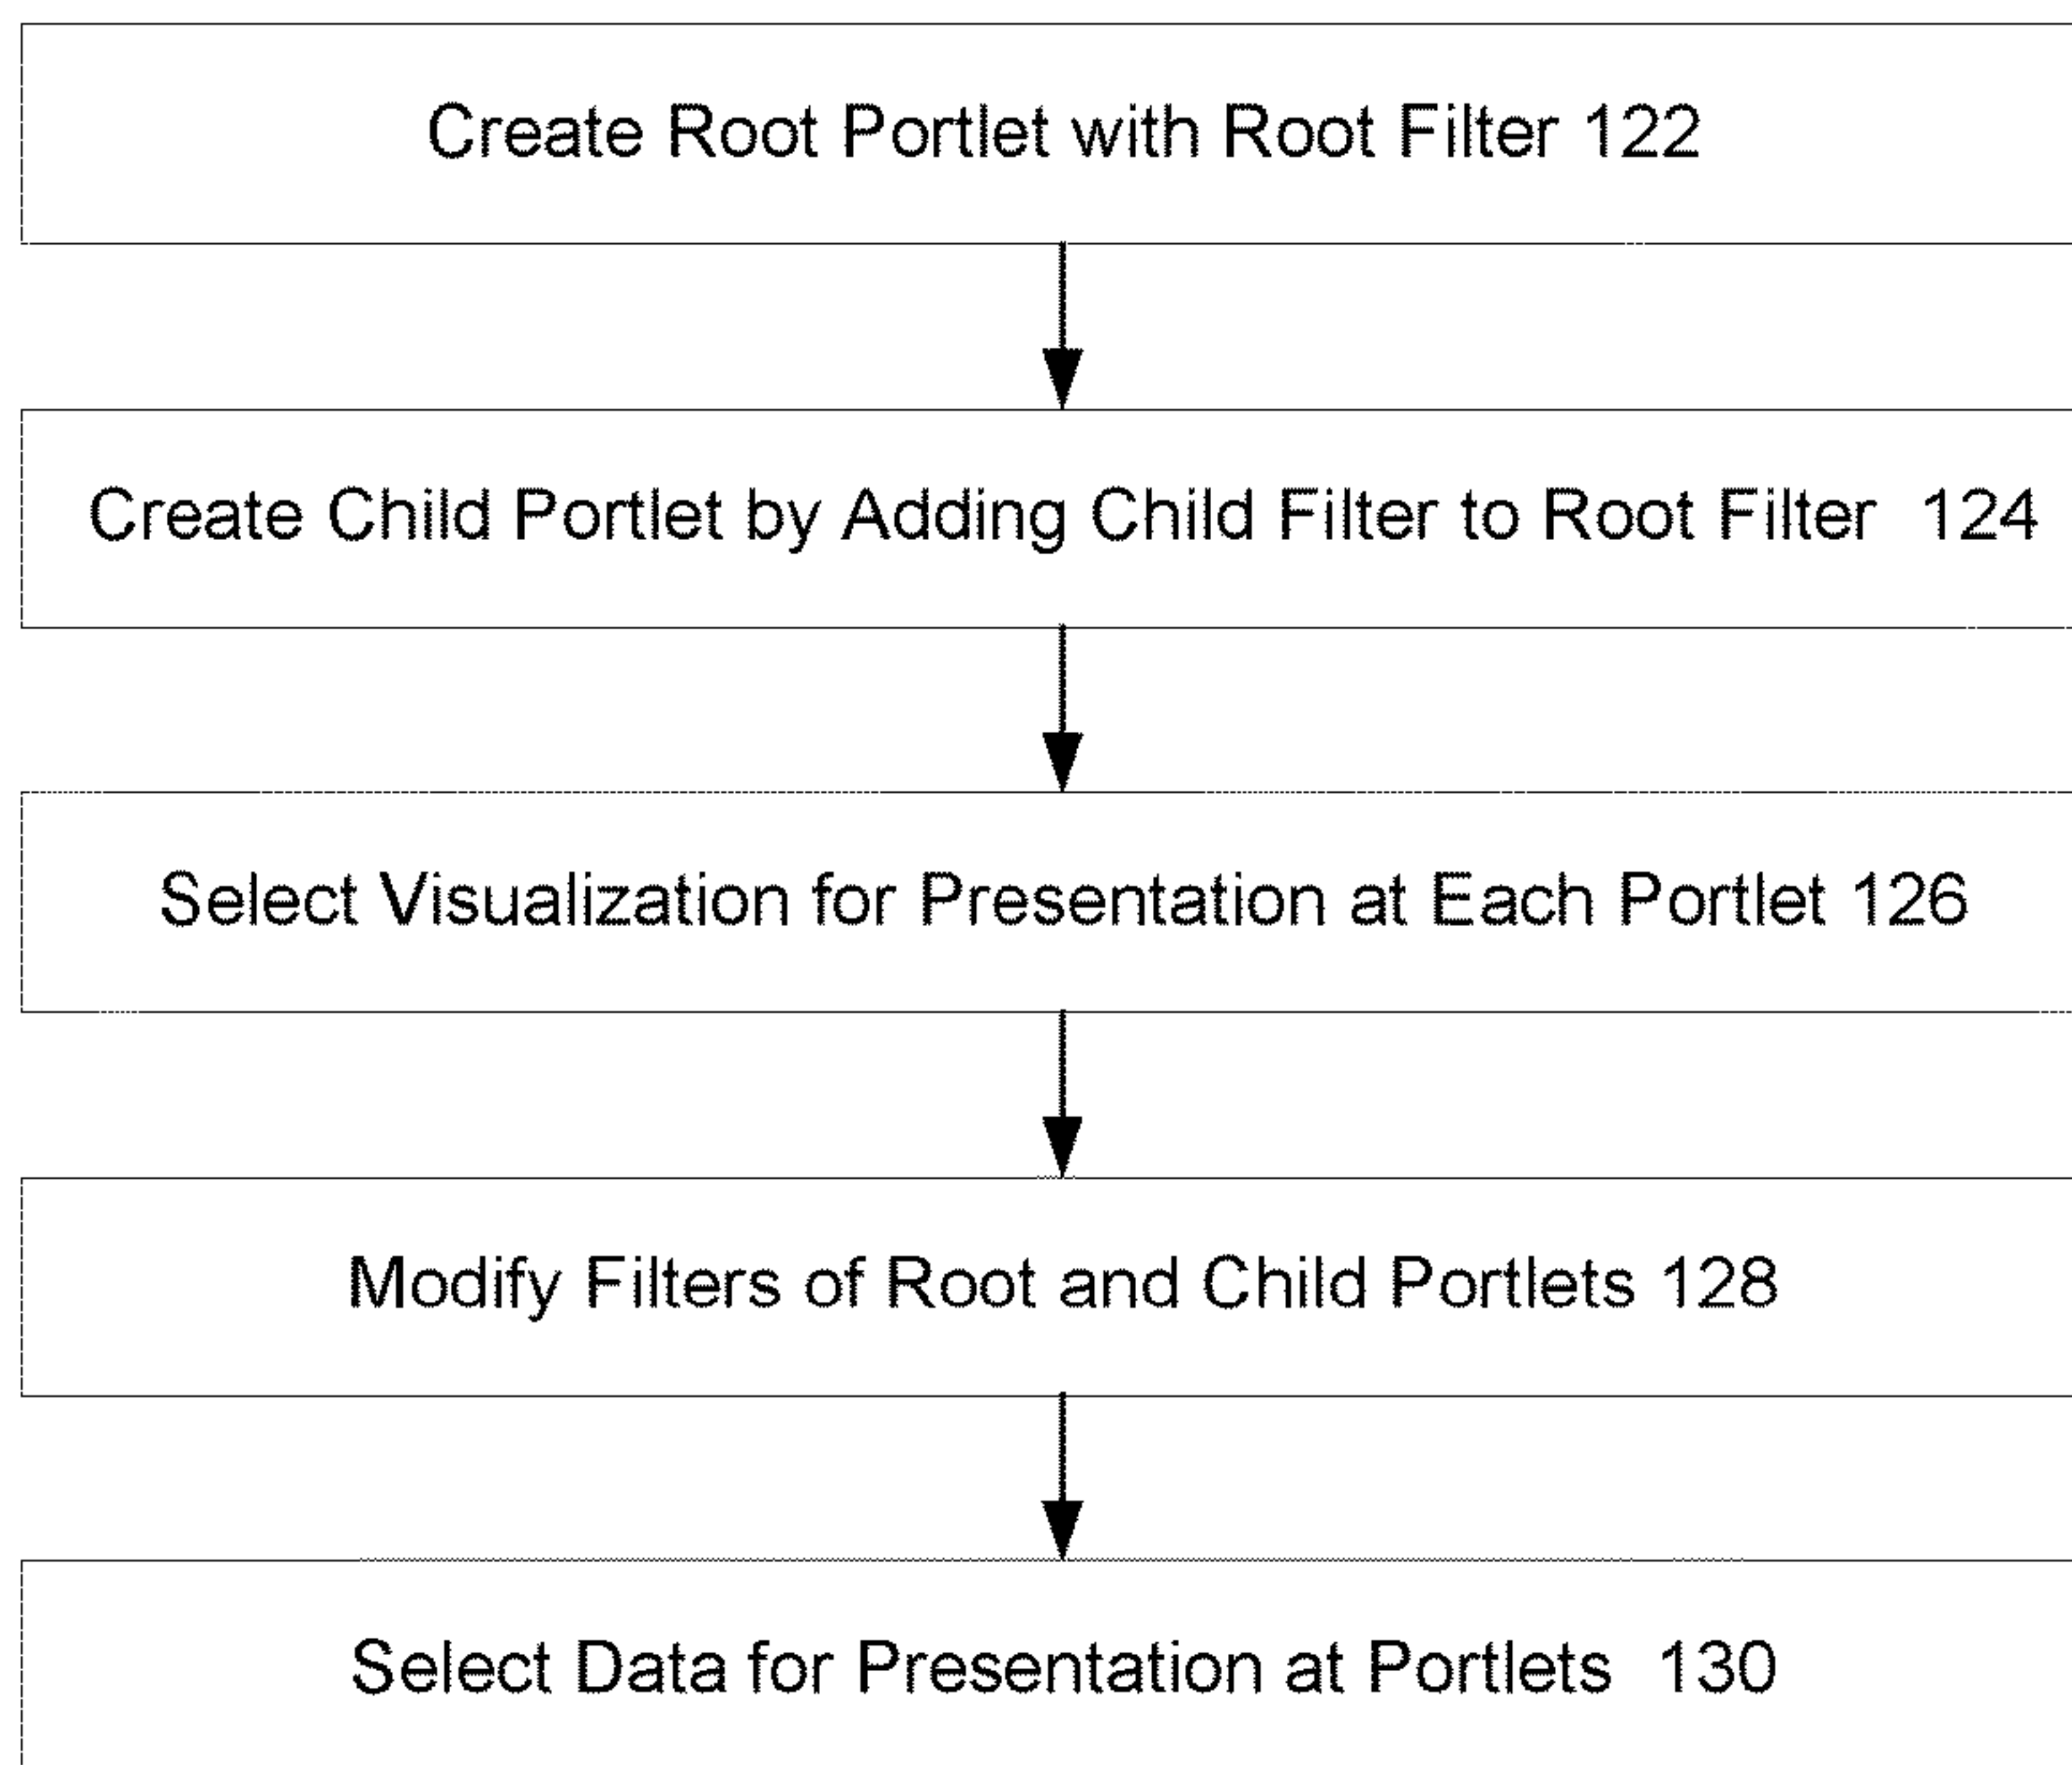 Create Root Portlet with Root Filter 122
Create Child Portlet by Adding Child Filter to Root Filter 124
Select Visualization for Presentation at Each Portlet 126
Modify Filters of Root and Child Portlets 128
Select Data for Presentation at Portlets 130